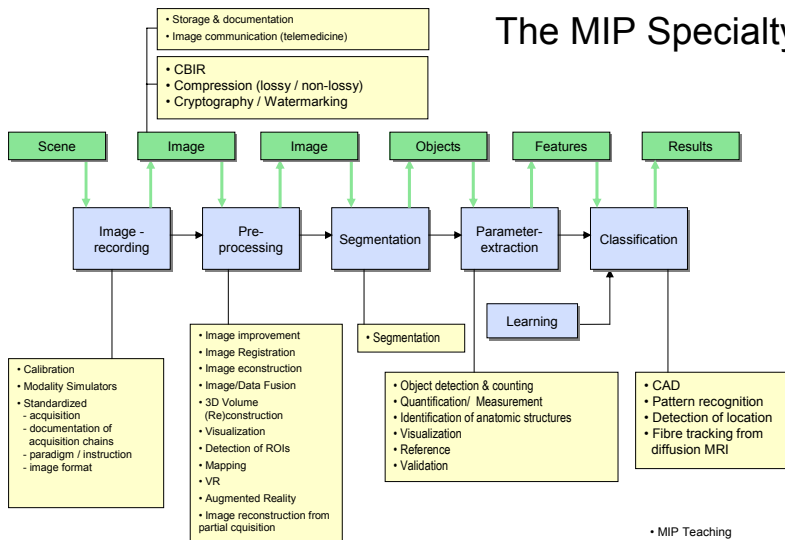 The MIP Specialty
• Storage & documentation
• Image communication (telemedicine)
• CBIR
• Compression (lossy / non-lossy)
• Cryptography / Watermarking
Scene
Image
Image
Objects
Features
Results
Image -
recording
Pre-
processing
Segmentation
Parameter-
extraction
Classification
Learning
• Calibration
• Modality Simulators
• Standardized
- acquisition
- documentation of
acquisition chains
- paradigm / instruction
- image format
• Image improvement
• Image Registration
• Image econstruction
• Image/Data Fusion
• 3D Volume
(Re)construction
• Visualization
• Detection of ROIs
• Mapping
• VR
• Augmented Reality
• Image reconstruction from
partial cquisition
• Segmentation
• Object detection & counting
• Quantification/ Measurement
• Identification of anatomic structures
• Visualization
• Reference
• Validation
• CAD
• Pattern recognition
• Detection of location
• Fibre tracking from
diffusion MRI
• MIP Teaching